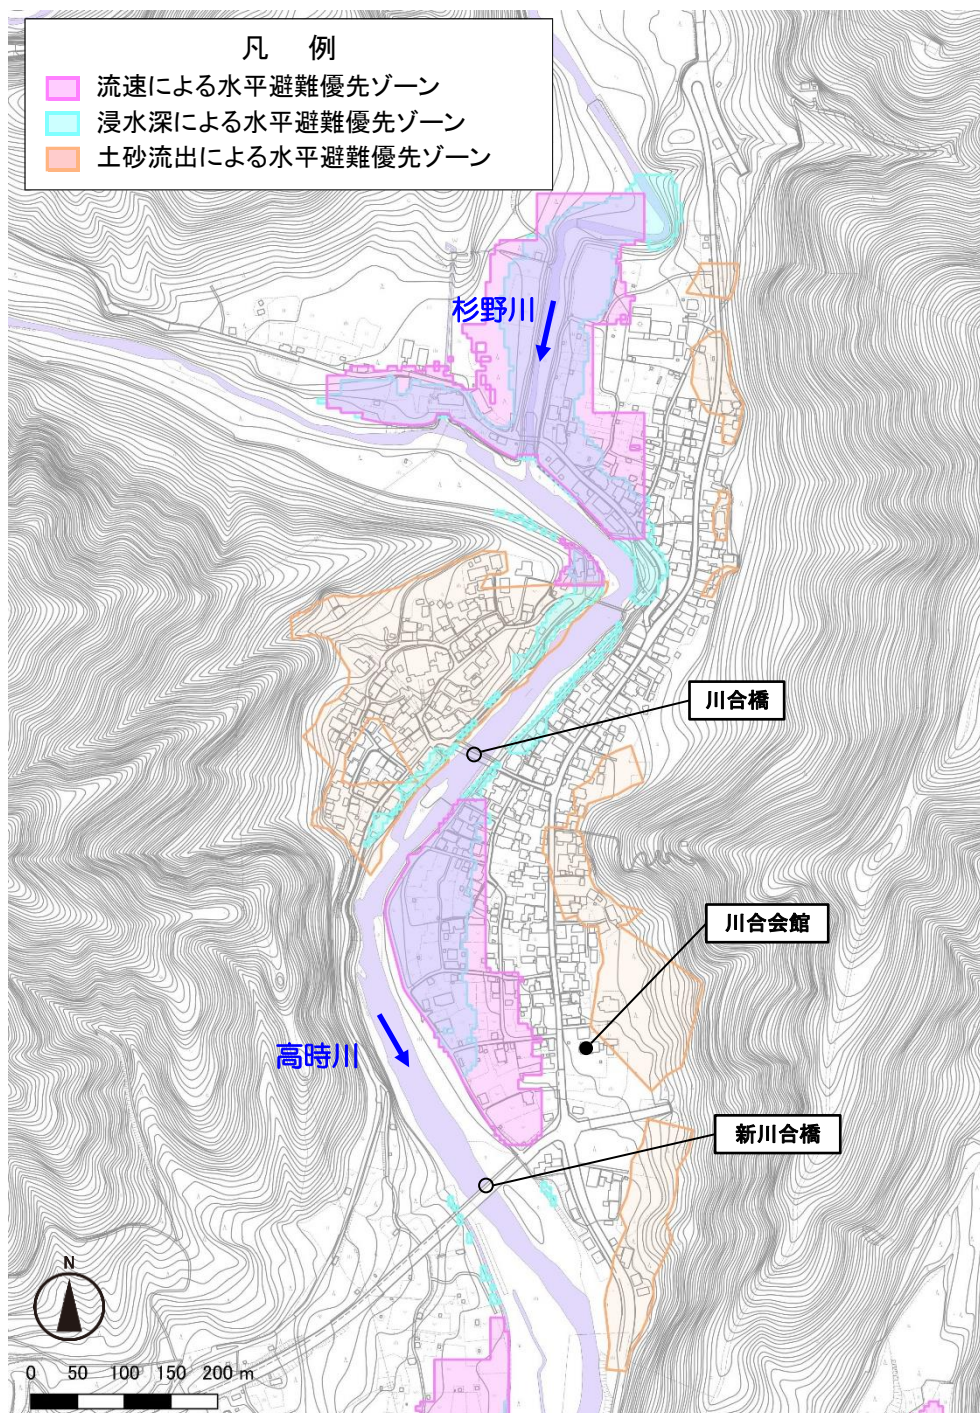 凡 例
流速による水平避難優先ゾーン
浸水深による水平避難優先ゾーン
土砂流出による水平避難優先ゾーン
杉野川
川合橋
川合会館
高時川
新川合橋
N
0 50 100 150 200 m